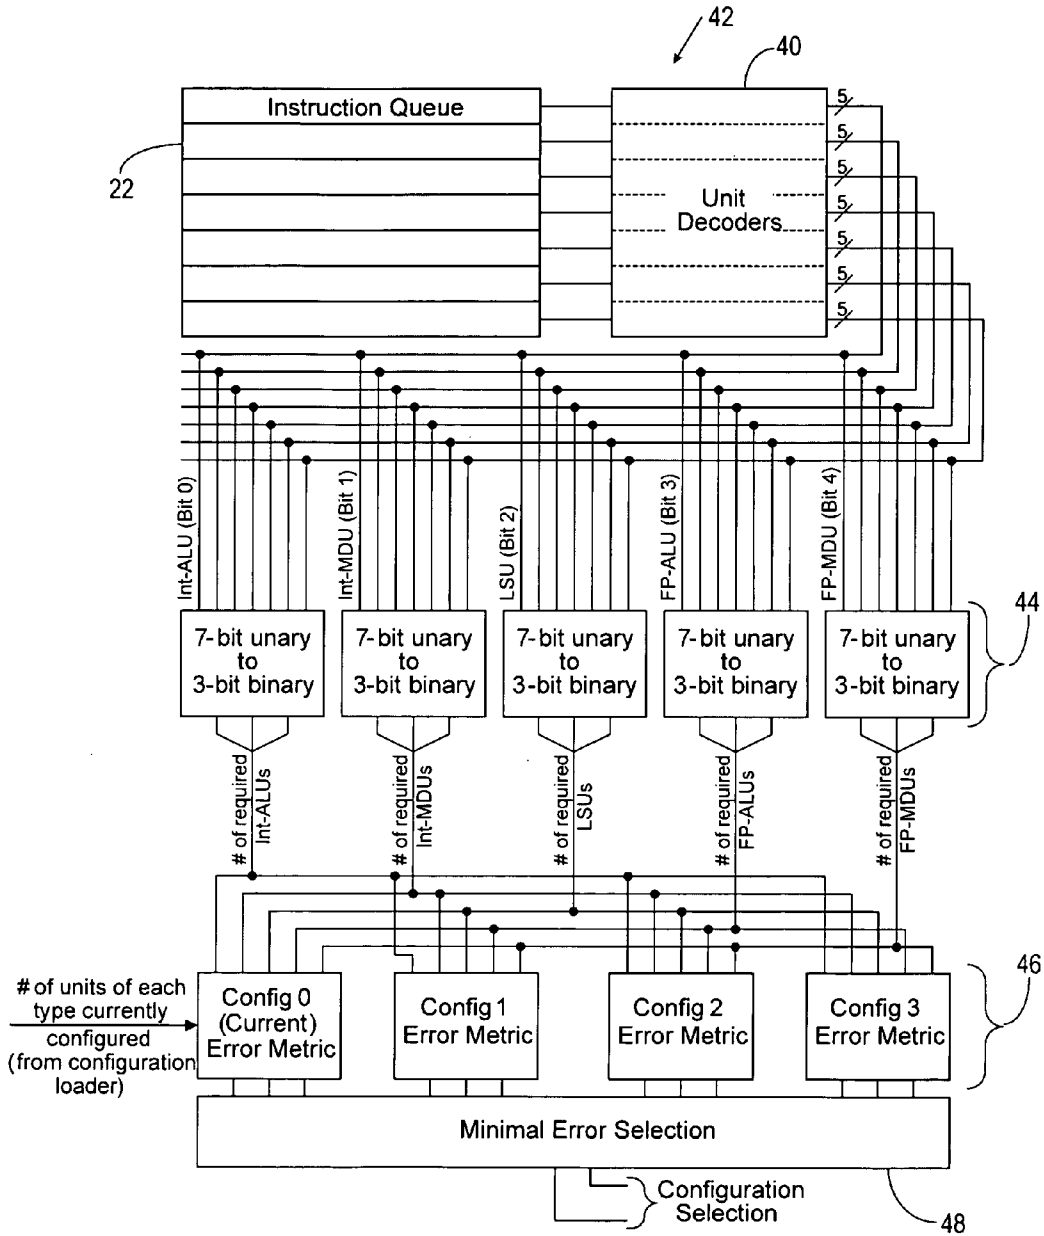 42
40
Instruction Queue
22
Unit
Decoders
5
5
5
5
5
5
5
Int-ALU (Bit 0)
Int-MDU (Bit 1)
LSU (Bit 2)
FP-ALU (Bit 3)
FP-MDU (Bit 4)
7-bit unary
to
3-bit binary
7-bit unary
to
3-bit binary
7-bit unary
to
3-bit binary
7-bit unary
to
3-bit binary
7-bit unary
to
3-bit binary
44
# of required
Int-ALUs
# of required
Int-MDUs
# of required
LSUs
# of required
FP-ALUs
# of required
FP-MDUs
# of units of each
type currently
configured
(from configuration
loader)
Config 0
(Current)
Error Metric
Config 1
Error Metric
Config 2
Error Metric
Config 3
Error Metric
46
Minimal Error Selection
48
Configuration
Selection